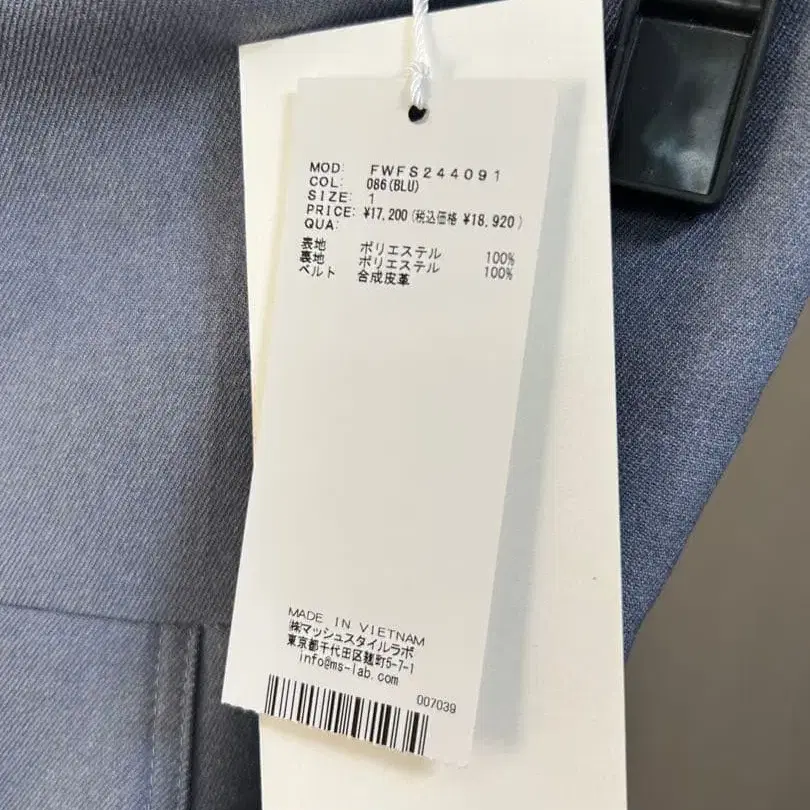 MOD: FWFS244091
COL: 086(BLU)
SIZE: 1
PRICE: ¥17,200(税込価格 ¥18,920)
QUA:
表地 ポリエステル 100%
裏地 ポリエステル 100%
ベルト 合成皮革
MADE IN VIETNAM
㈱マッシュスタイルラボ
東京都千代田区麹町5-7-1
info@ms-lab.com
007039